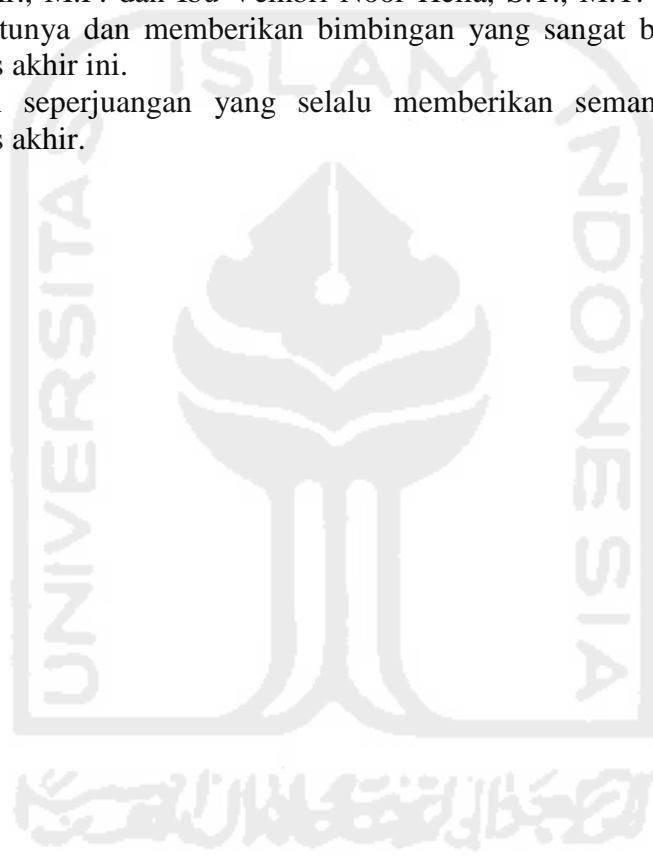 dan Ibu Vembri Noor Helia, S.T., M.T.
tunya dan memberikan bimbingan yang sangat b
s akhir ini.
seperjuangan yang selalu memberikan seman
s akhir.
UNIVERSITAS
ISLAM
INDONESIA